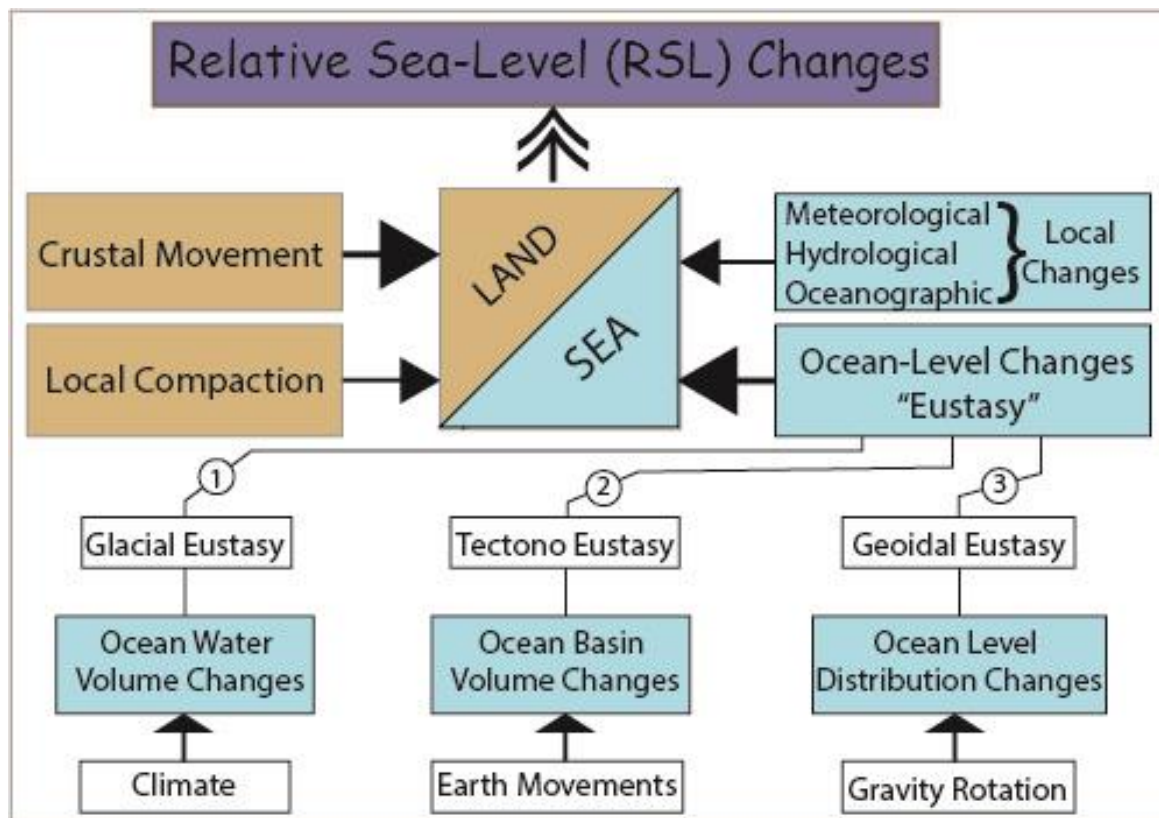 Relative Sea-Level (RSL) Changes
Crustal Movement
Local Compaction
LAND
SEA
Meteorological
Hydrological
Oceanographic
}
Local
Changes
Ocean-Level Changes
“Eustasy”
1
2
3
Glacial Eustasy
Tectono Eustasy
Geoidal Eustasy
Ocean Water
Volume Changes
Ocean Basin
Volume Changes
Ocean Level
Distribution Changes
Climate
Earth Movements
Gravity Rotation